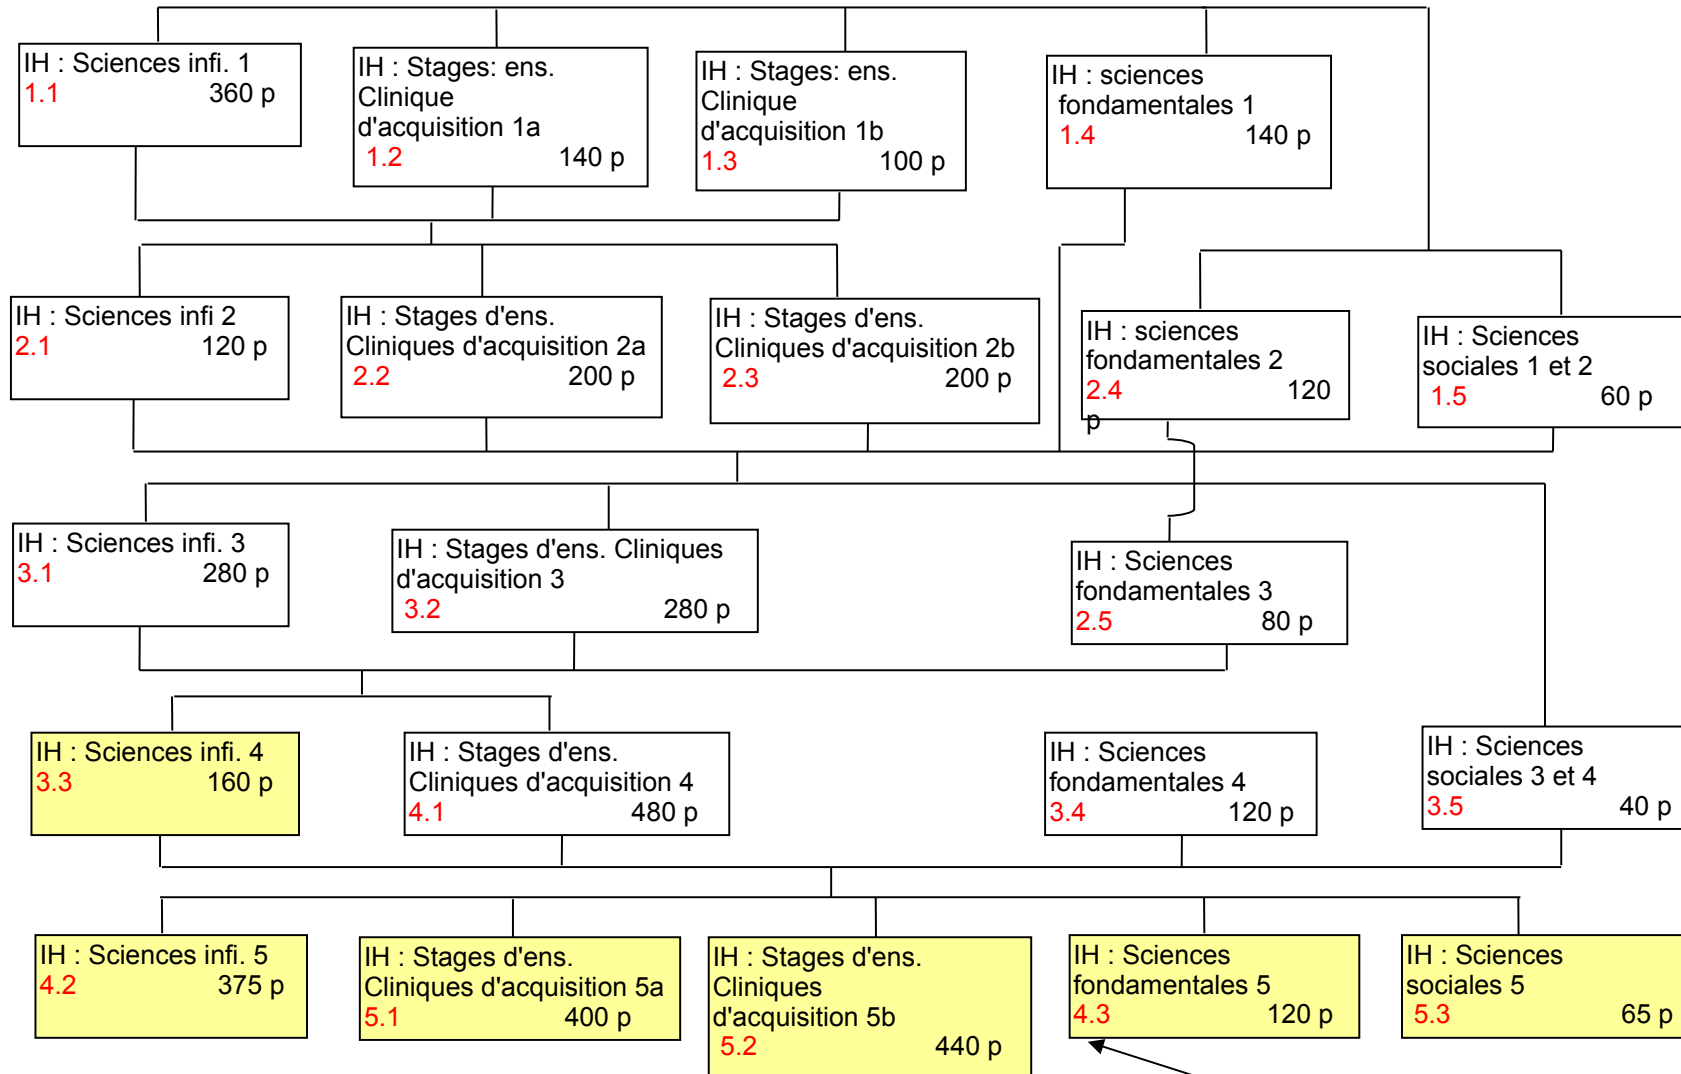 IH : Sciences infi. 1
1.1 360 p
IH : Stages: ens.
Clinique
d'acquisition 1a
1.2 140 p
IH : Stages: ens.
Clinique
d'acquisition 1b
1.3 100 p
IH : sciences
fondamentales 1
1.4 140 p
IH : Sciences infi 2
2.1 120 p
IH : Stages d'ens.
Cliniques d'acquisition 2a
2.2 200 p
IH : Stages d'ens.
Cliniques d'acquisition 2b
2.3 200 p
IH : sciences
fondamentales 2
2.4 120
p
IH : Sciences
sociales 1 et 2
1.5 60 p
IH : Sciences infi. 3
3.1 280 p
IH : Stages d'ens. Cliniques
d'acquisition 3
3.2 280 p
IH : Sciences
fondamentales 3
2.5 80 p
IH : Sciences infi. 4
3.3 160 p
IH : Stages d'ens.
Cliniques d'acquisition 4
4.1 480 p
IH : Sciences
fondamentales 4
3.4 120 p
IH : Sciences
sociales 3 et 4
3.5 40 p
IH : Sciences infi. 5
4.2 375 p
IH : Stages d'ens.
Cliniques d'acquisition 5a
5.1 400 p
IH : Stages d'ens.
Cliniques
d'acquisition 5b
5.2 440 p
IH : Sciences
fondamentales 5
4.3 120 p
IH : Sciences
sociales 5
5.3 65 p